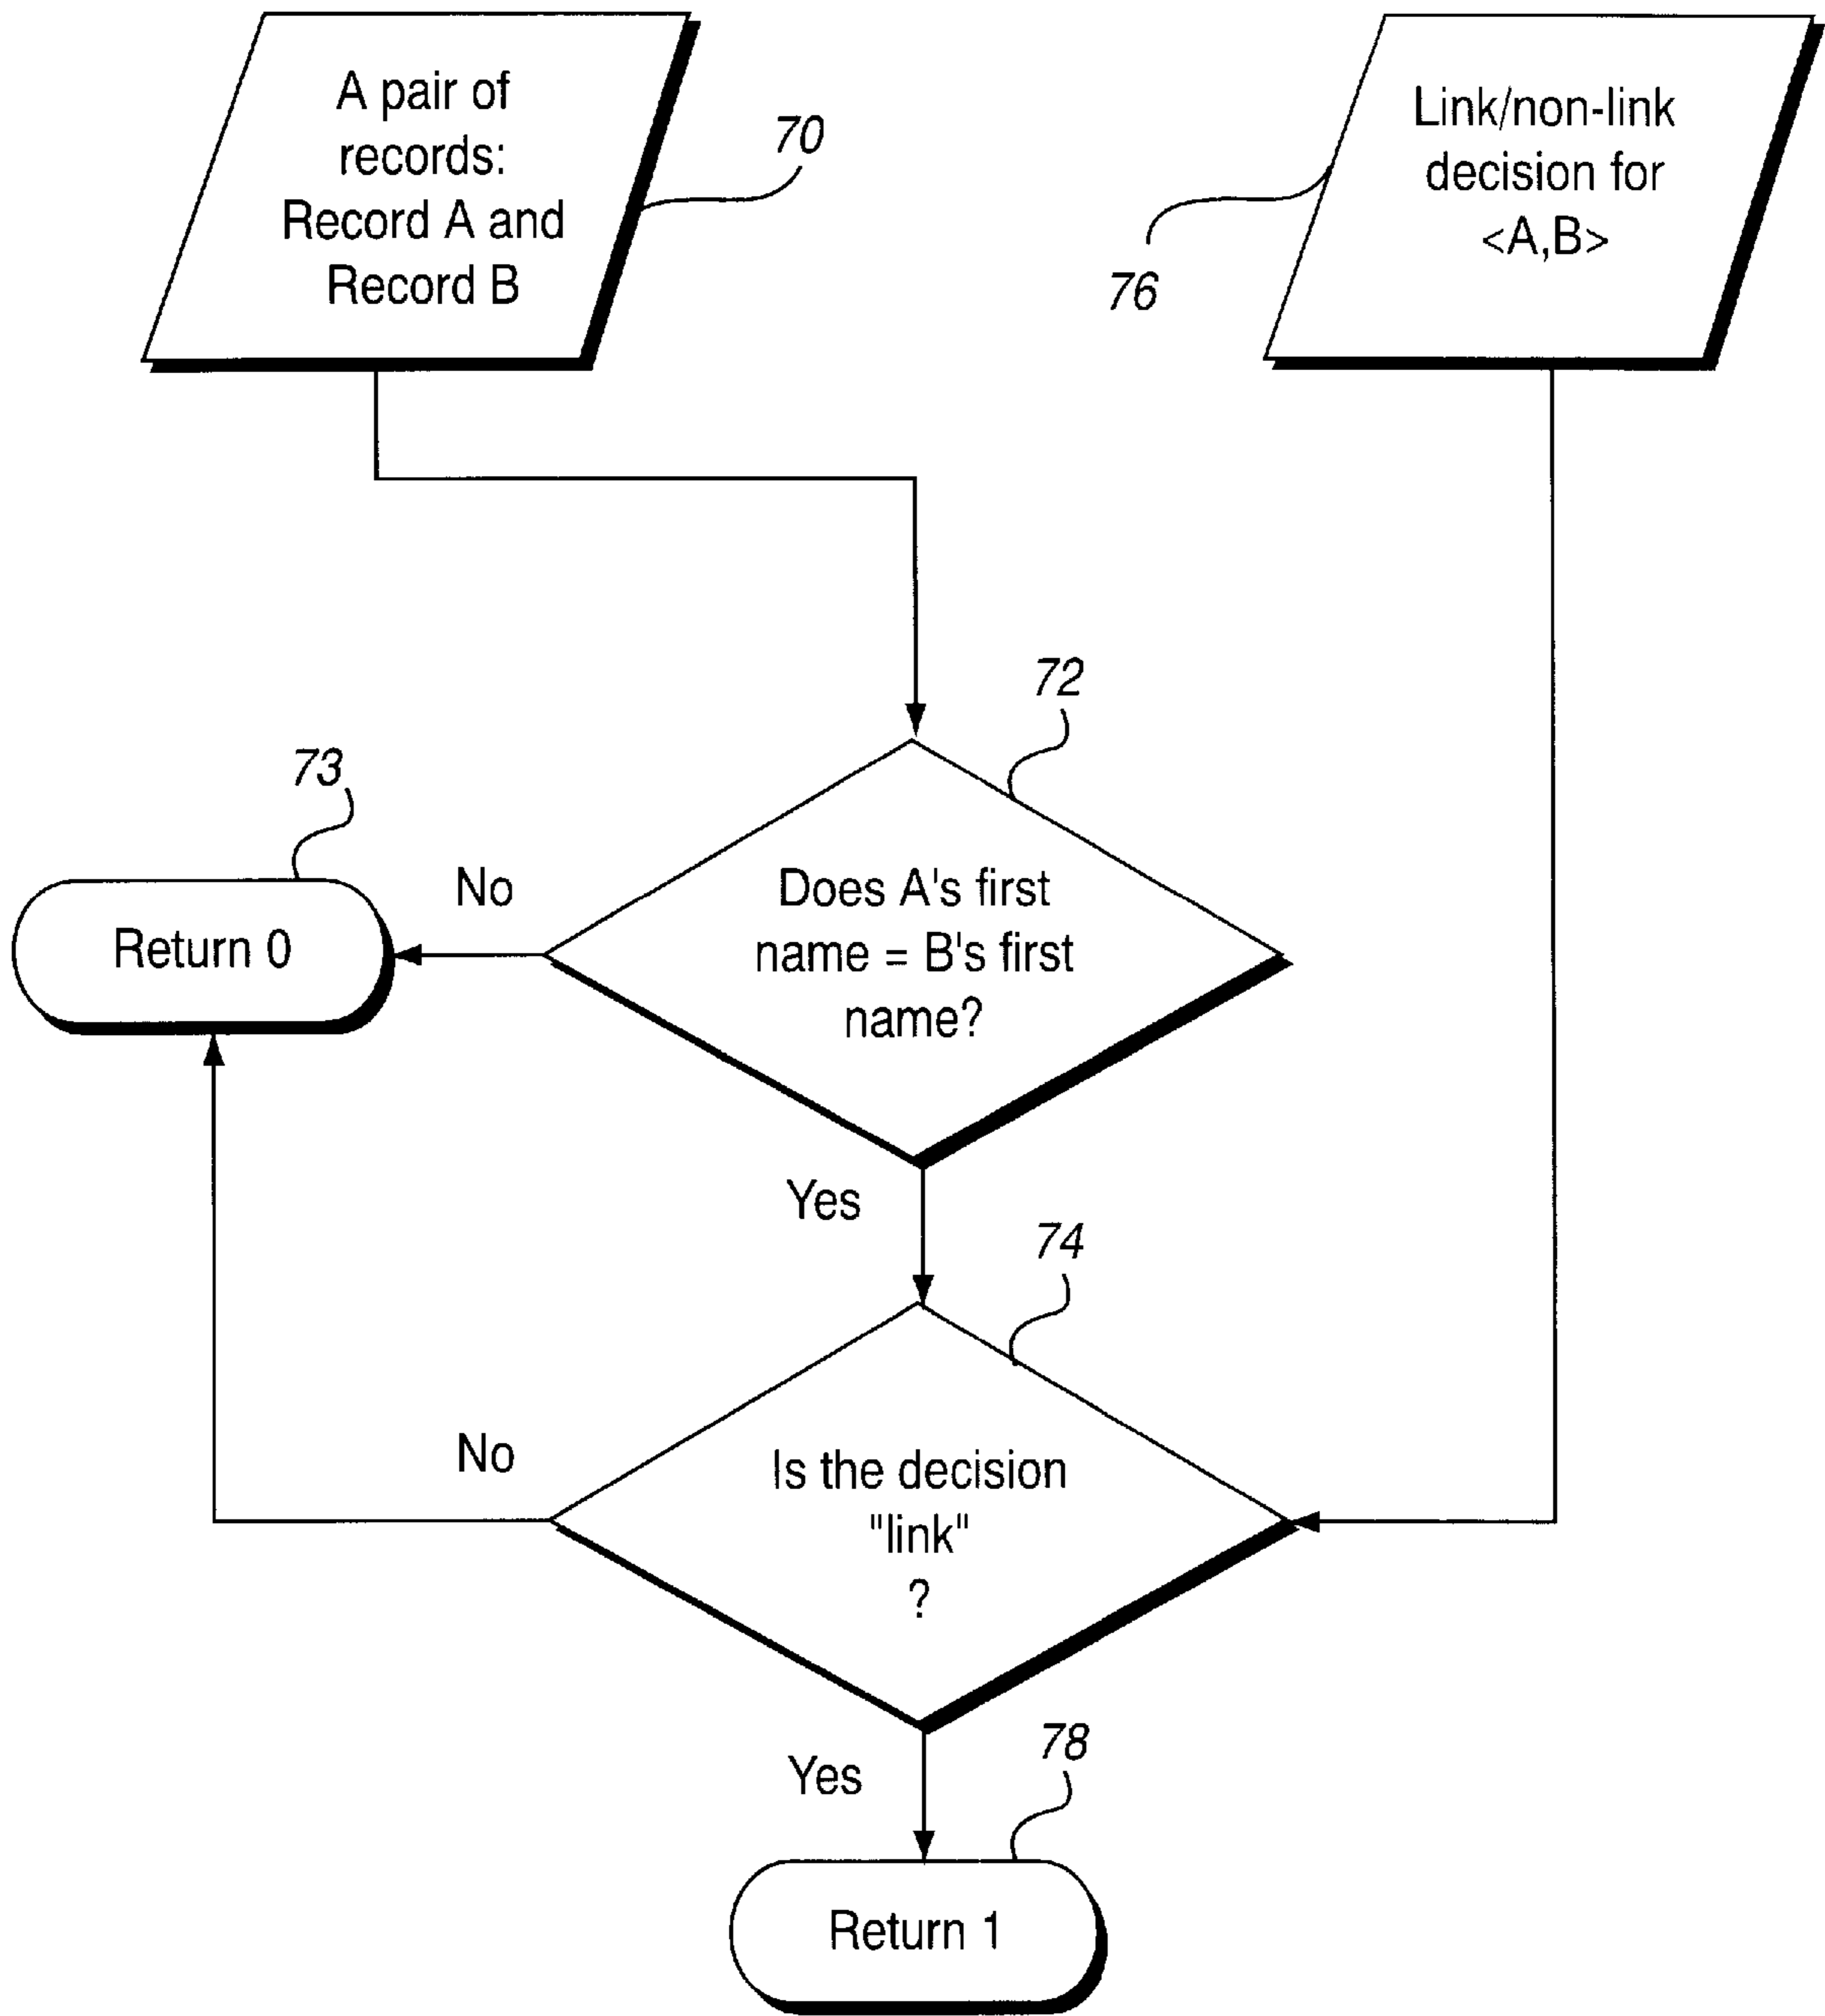 A pair of
records:
Record A and
Record B
70
Link/non-link
decision for
<A,B>
76
72
Does A's first
name = B's first
name?
No
73
Return 0
Yes
74
Is the decision
"link"
?
No
Yes
78
Return 1